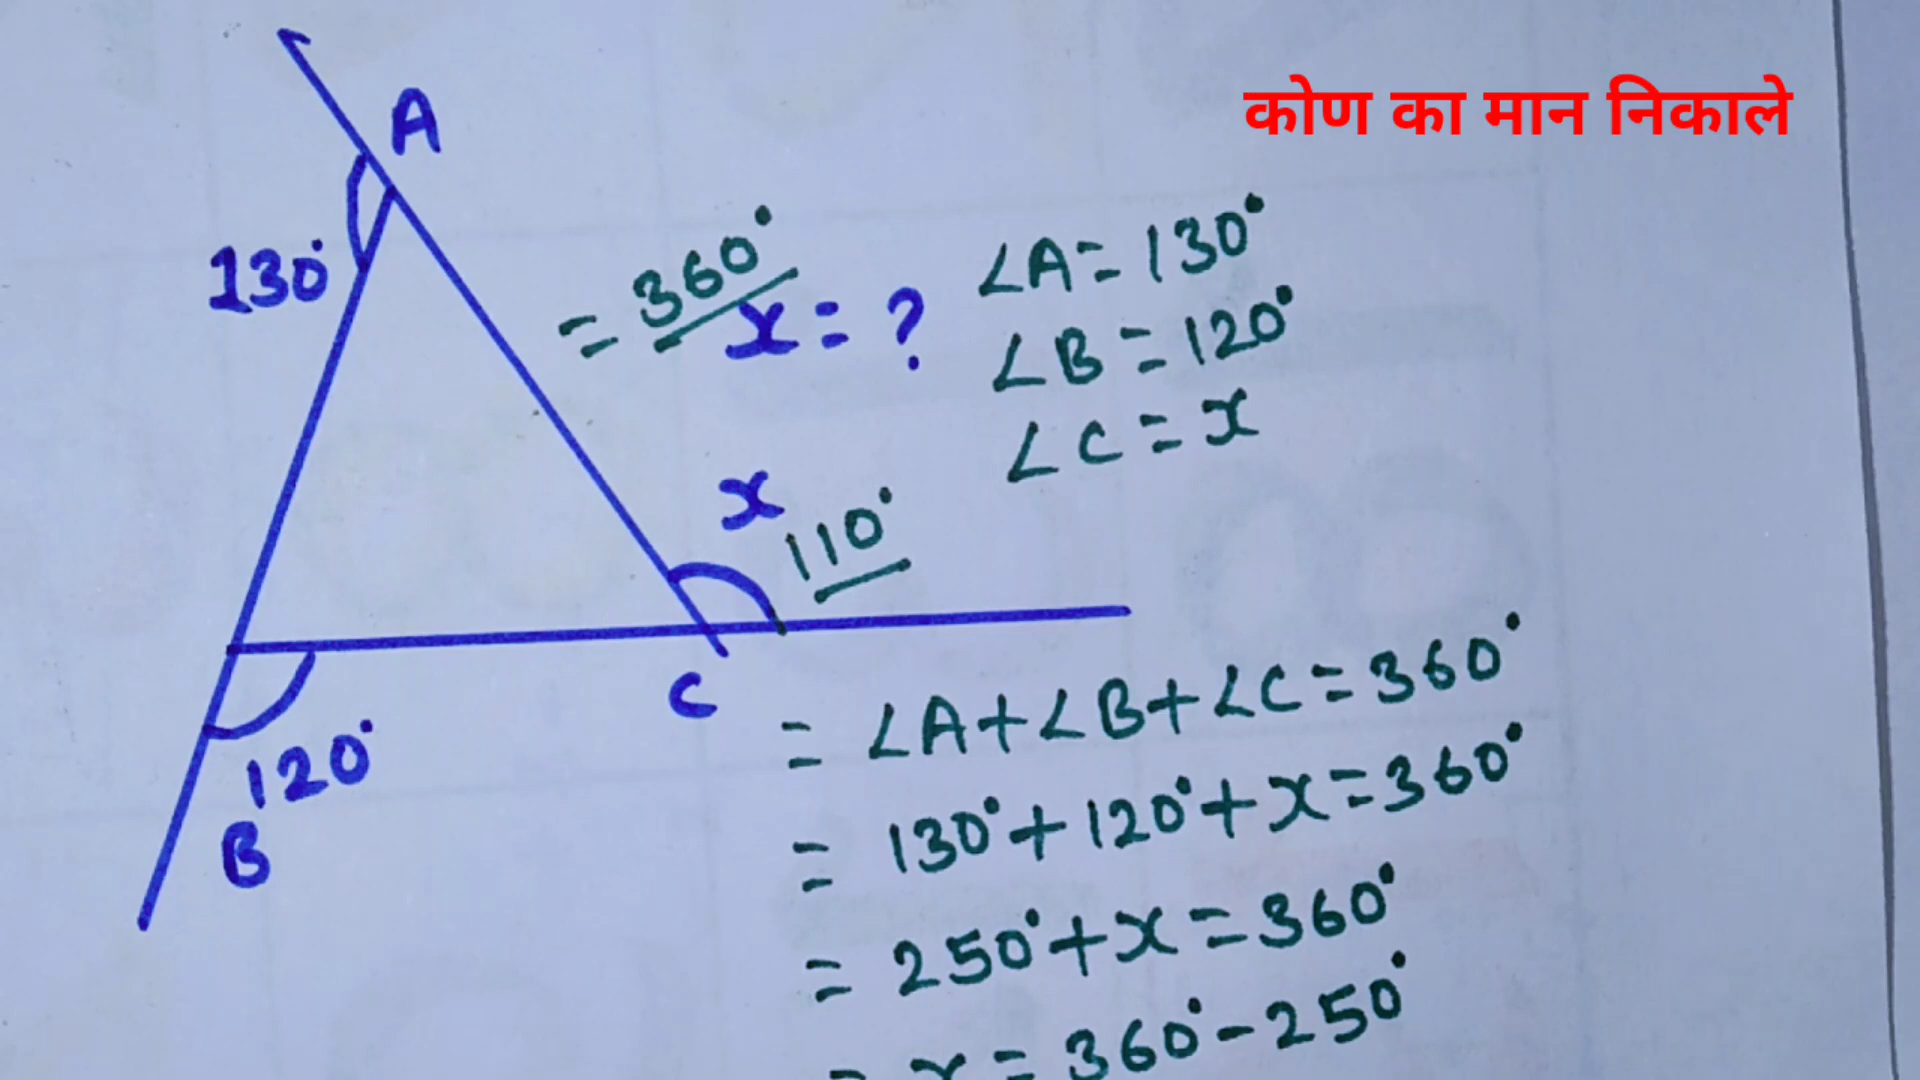 कोण का मान निकाले
A
130°
= 360°
x = ?
∠A = 130°
∠B = 120°
∠C = x
x
110°
C
120°
B
= ∠A + ∠B + ∠C = 360°
= 130° + 120° + x = 360°
= 250° + x = 360°
= x = 360° - 250°